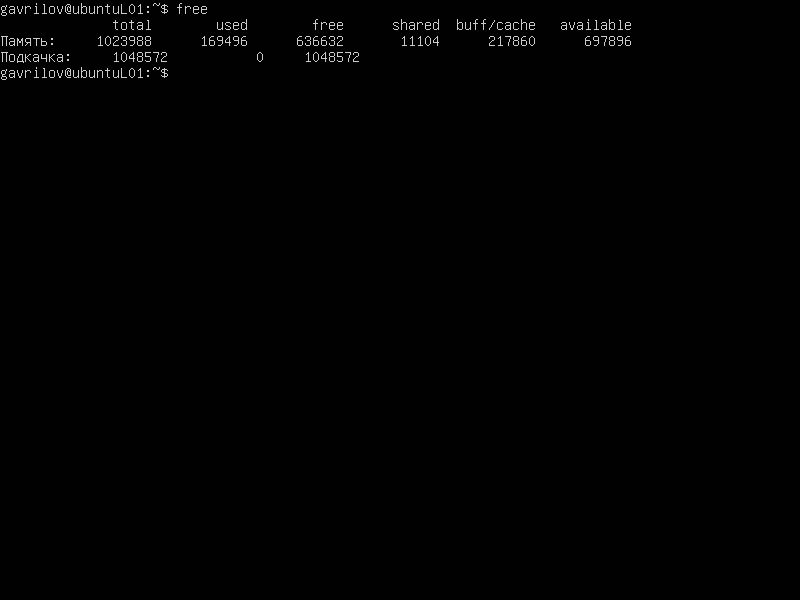 gavrilov@ubuntuL01:~$ free
total used free shared buff/cache available
Память: 1023988 169496 636632 11104 217860 697896
Подкачка: 1048572 0 1048572
gavrilov@ubuntuL01:~$